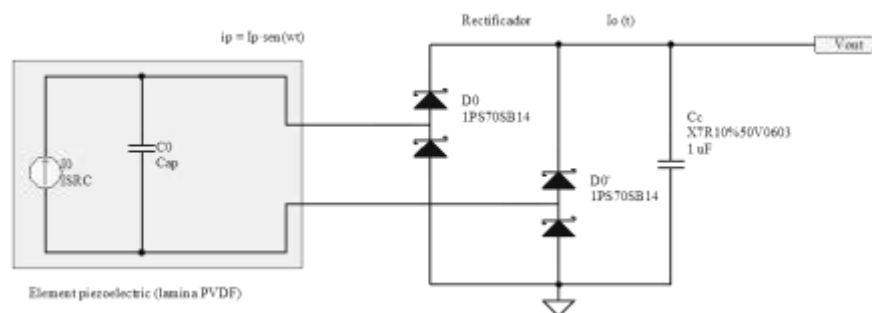 Rectificador
Io (t)
ip = Ip·sen(wt)
Vout
D0
1PS70SB14
Cc
X7R10%50V0603
1 uF
C0
Cap
I0
ISRC
D0'
1PS70SB14
Element piezoelectric (lamina PVDF)